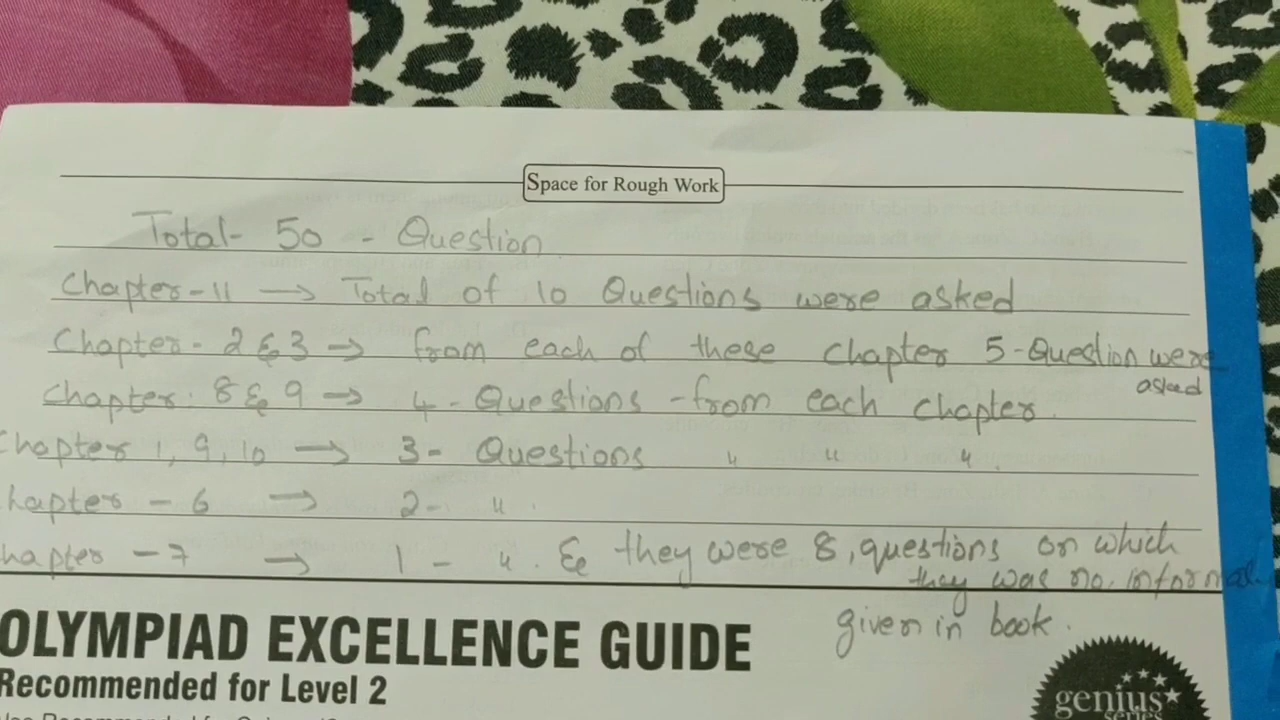 Space for Rough Work
Total- 50 - Question
Chapter-11 → Total of 10 Questions were asked
Chapter- 2 & 3 → from each of these chapter 5-Question were
asked
Chapter. 8 & 9 → 4-Questions -from each chapter.
Chapter 1, 9, 10 → 3- Questions " " "
hapter - 6 → 2- " .
hapter -7 → 1 - " . & they were 8, questions on which
they was no. informat
given in book.
OLYMPIAD EXCELLENCE GUIDE
Recommended for Level 2
genius
series